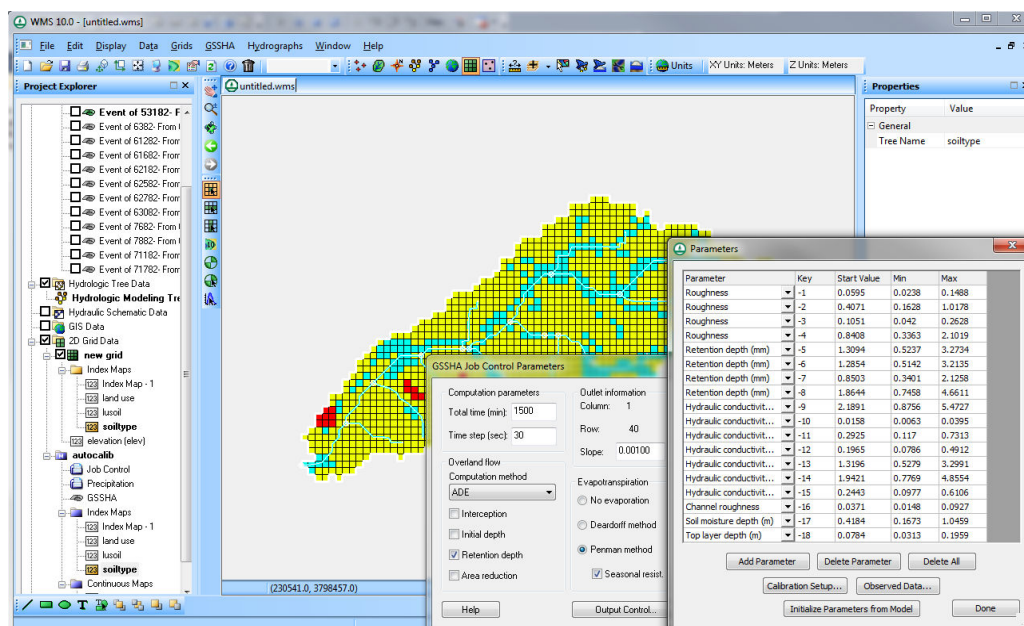 WMS 10.0 - [untitled.wms]
File Edit Display Data Grids GSSHA Hydrographs Window Help
Units XY Units: Meters Z Units: Meters
Project Explorer
Event of 53182- F
Event of 6382- From
Event of 61282- From
Event of 61682- From
Event of 62182- From
Event of 62582- From
Event of 62782- From
Event of 63082- From
Event of 7682- From
Event of 7882- From
Event of 71182- From
Event of 71782- From
Hydrologic Tree Data
Hydrologic Modeling Tre
Hydraulic Schematic Data
GIS Data
2D Grid Data
new grid
Index Maps
Index Map - 1
land use
lusoil
soiltype
elevation (elev)
autocalib
Job Control
Precipitation
GSSHA
Index Maps
Index Map - 1
land use
lusoil
soiltype
Continuous Maps
untitled.wms
(230541.0, 3798457.0)
Properties
Property Value
General
Tree Name soiltype
GSSHA Job Control Parameters
Computation parameters
Total time (min): 1500
Time step (sec): 30
Overland flow
Computation method
ADE
Interception
Initial depth
Retention depth
Area reduction
Help
Outlet information
Column: 1
Row: 40
Slope: 0.00100
Evapotranspiration
No evaporation
Deardorff method
Penman method
Seasonal resist.
Output Control...
Parameters
Parameter Key Start Value Min Max
Roughness -1 0.0595 0.0238 0.1488
Roughness -2 0.4071 0.1628 1.0178
Roughness -3 0.1051 0.042 0.2628
Roughness -4 0.8408 0.3363 2.1019
Retention depth (mm) -5 1.3094 0.5237 3.2734
Retention depth (mm) -6 1.2854 0.5142 3.2135
Retention depth (mm) -7 0.8503 0.3401 2.1258
Retention depth (mm) -8 1.8644 0.7458 4.6611
Hydraulic conductivit... -9 2.1891 0.8756 5.4727
Hydraulic conductivit... -10 0.0158 0.0063 0.0395
Hydraulic conductivit... -11 0.2925 0.117 0.7313
Hydraulic conductivit... -12 0.1965 0.0786 0.4912
Hydraulic conductivit... -13 1.3196 0.5279 3.2991
Hydraulic conductivit... -14 1.9421 0.7769 4.8554
Hydraulic conductivit... -15 0.2443 0.0977 0.6106
Channel roughness -16 0.0371 0.0148 0.0927
Soil moisture depth (m) -17 0.4184 0.1673 1.0459
Top layer depth (m) -18 0.0784 0.0313 0.1959
Add Parameter Delete Parameter Delete All
Calibration Setup... Observed Data...
Initialize Parameters from Model Done